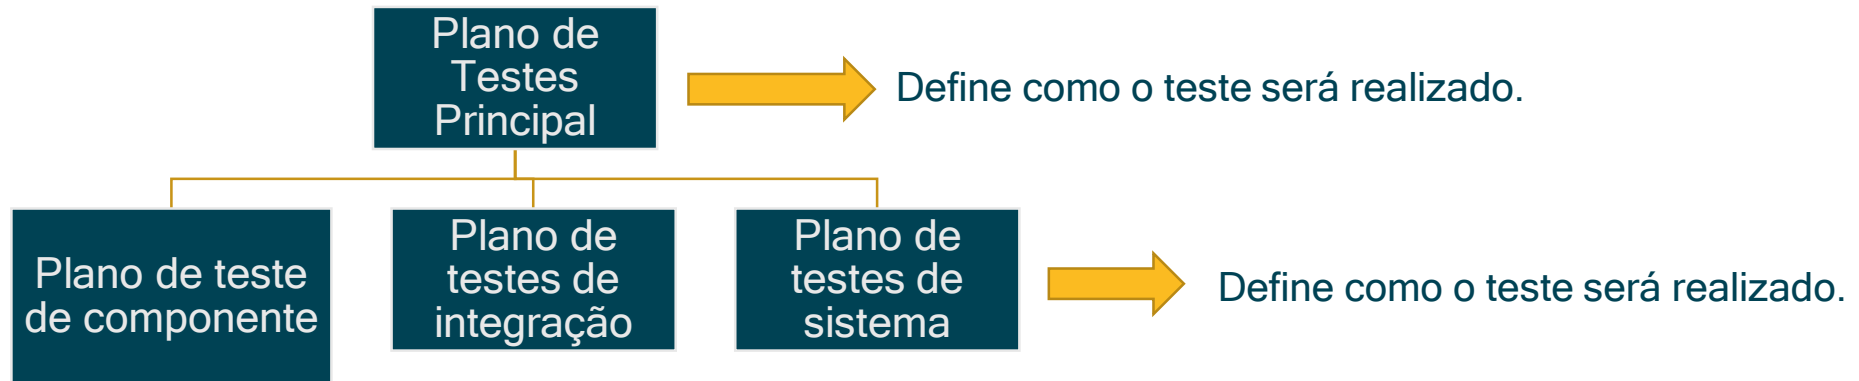 Plano de
Testes
Principal
Define como o teste será realizado.
Plano de teste
de componente
Plano de
testes de
integração
Plano de
testes de
sistema
Define como o teste será realizado.